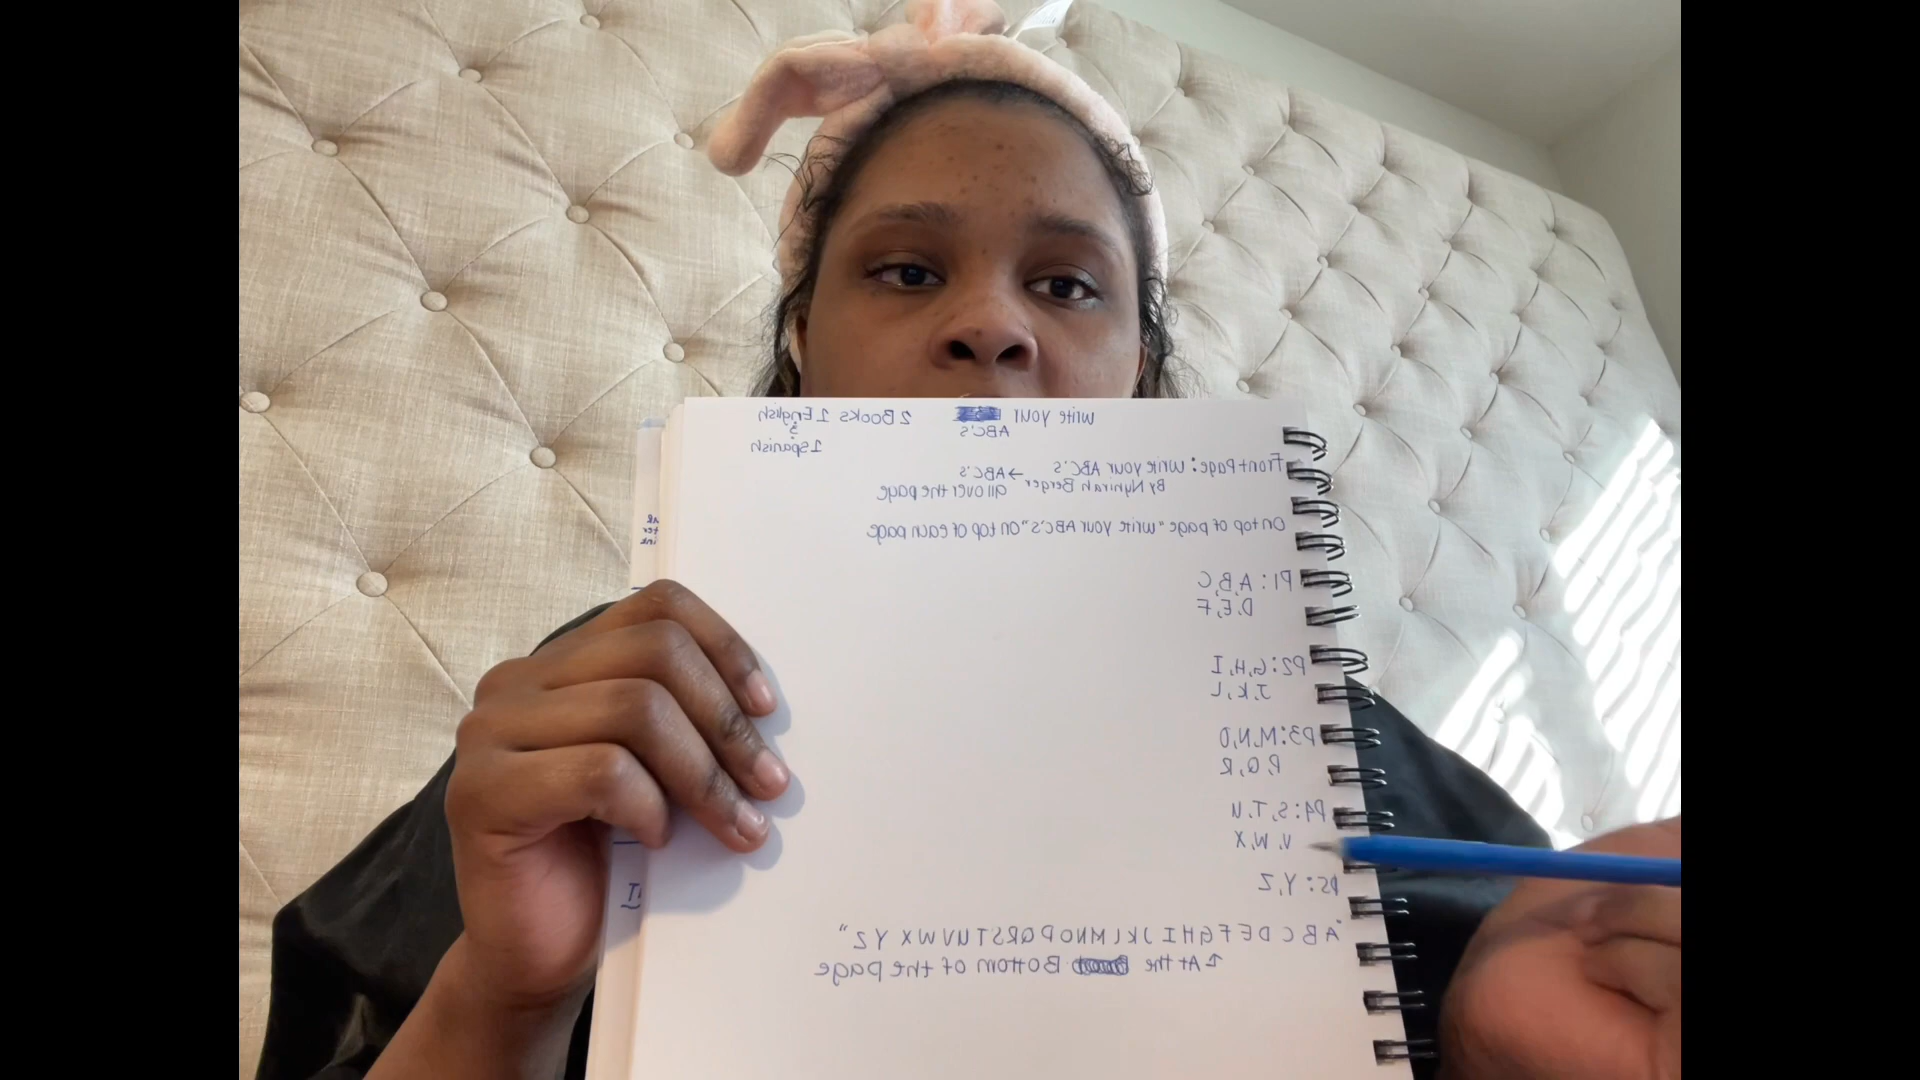 write your 2 Books 1 English
ABC's &
1 Spanish
Front Page: Write your ABC's → ABC's
By Nynirah Berger all over the page
On top of page "write your ABC's" On top of each page
P1: A,B,C
D,E,F
P2: G,H,I
J,K,L
P3: M,N,O
P,Q,R
P4: S,T,U
V,W,X
P5: Y,Z
"A B C D E F G H I J K L M N O P Q R S T U V W X Y Z"
↑ At the Bottom of the page